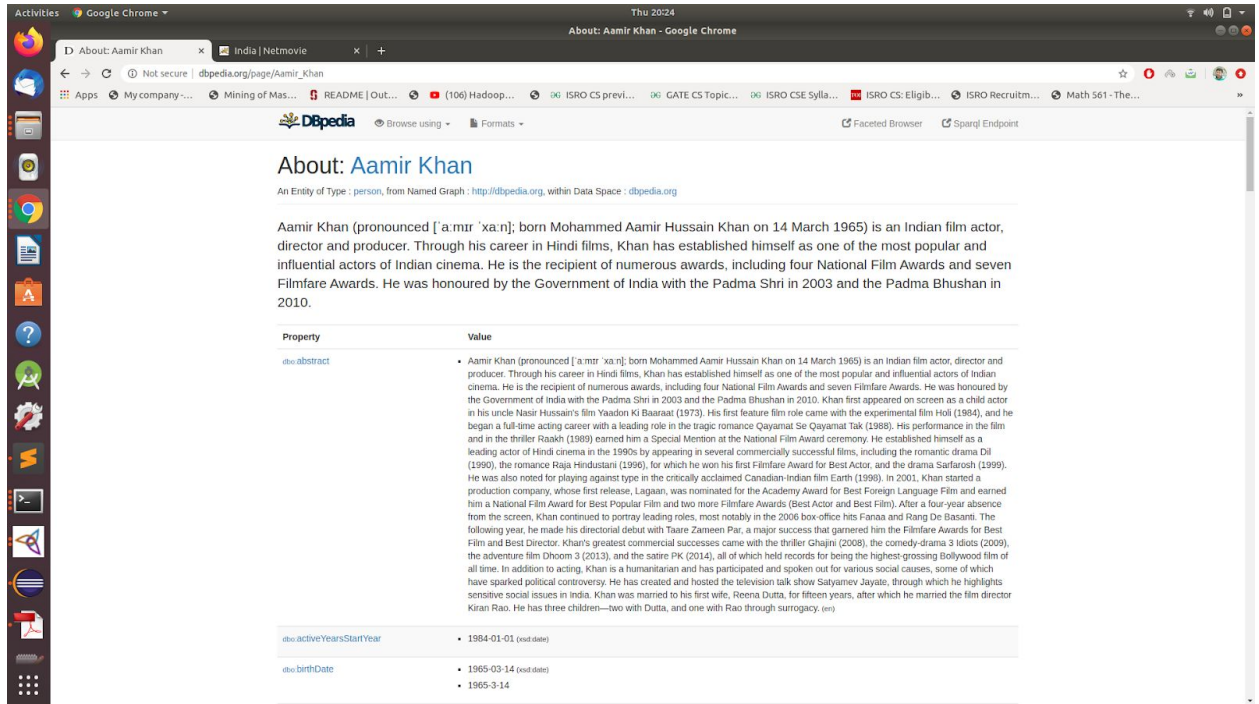 Activities Google Chrome Thu 20:24
About: Aamir Khan - Google Chrome
D About: Aamir Khan × India | Netmovie × +
Not secure | dbpedia.org/page/Aamir_Khan
Apps My company-... Mining of Mas... README | Out... (106) Hadoop... ISRO CS previ... GATE CS Topic... ISRO CSE Sylla... ISRO CS: Eligib... ISRO Recruitm... Math 561 - The... »
DBpedia Browse using Formats Faceted Browser Sparql Endpoint
About: Aamir Khan
An Entity of Type : person, from Named Graph : http://dbpedia.org, within Data Space : dbpedia.org
Aamir Khan (pronounced [ˈaːmɪr ˈxaːn]; born Mohammed Aamir Hussain Khan on 14 March 1965) is an Indian film actor,
director and producer. Through his career in Hindi films, Khan has established himself as one of the most popular and
influential actors of Indian cinema. He is the recipient of numerous awards, including four National Film Awards and seven
Filmfare Awards. He was honoured by the Government of India with the Padma Shri in 2003 and the Padma Bhushan in
2010.
Property Value
dbo:abstract • Aamir Khan (pronounced [ˈaːmɪr ˈxaːn]; born Mohammed Aamir Hussain Khan on 14 March 1965) is an Indian film actor, director and
producer. Through his career in Hindi films, Khan has established himself as one of the most popular and influential actors of Indian
cinema. He is the recipient of numerous awards, including four National Film Awards and seven Filmfare Awards. He was honoured by
the Government of India with the Padma Shri in 2003 and the Padma Bhushan in 2010. Khan first appeared on screen as a child actor
in his uncle Nasir Hussain's film Yaadon Ki Baaraat (1973). His first feature film role came with the experimental film Holi (1984), and he
began a full-time acting career with a leading role in the tragic romance Qayamat Se Qayamat Tak (1988). His performance in the film
and in the thriller Raakh (1989) earned him a Special Mention at the National Film Award ceremony. He established himself as a
leading actor of Hindi cinema in the 1990s by appearing in several commercially successful films, including the romantic drama Dil
(1990), the romance Raja Hindustani (1996), for which he won his first Filmfare Award for Best Actor, and the drama Sarfarosh (1999).
He was also noted for playing against type in the critically acclaimed Canadian-Indian film Earth (1998). In 2001, Khan started a
production company, whose first release, Lagaan, was nominated for the Academy Award for Best Foreign Language Film and earned
him a National Film Award for Best Popular Film and two more Filmfare Awards (Best Actor and Best Film). After a four-year absence
from the screen, Khan continued to portray leading roles, most notably in the 2006 box-office hits Fanaa and Rang De Basanti. The
following year, he made his directorial debut with Taare Zameen Par, a major success that garnered him the Filmfare Awards for Best
Film and Best Director. Khan's greatest commercial successes came with the thriller Ghajini (2008), the comedy-drama 3 Idiots (2009),
the adventure film Dhoom 3 (2013), and the satire PK (2014), all of which held records for being the highest-grossing Bollywood film of
all time. In addition to acting, Khan is a humanitarian and has participated and spoken out for various social causes, some of which
have sparked political controversy. He has created and hosted the television talk show Satyamev Jayate, through which he highlights
sensitive social issues in India. Khan was married to his first wife, Reena Dutta, for fifteen years, after which he married the film director
Kiran Rao. He has three children—two with Dutta, and one with Rao through surrogacy. (en)
dbo:activeYearsStartYear • 1984-01-01 (xsd:date)
dbo:birthDate • 1965-03-14 (xsd:date)
• 1965-3-14